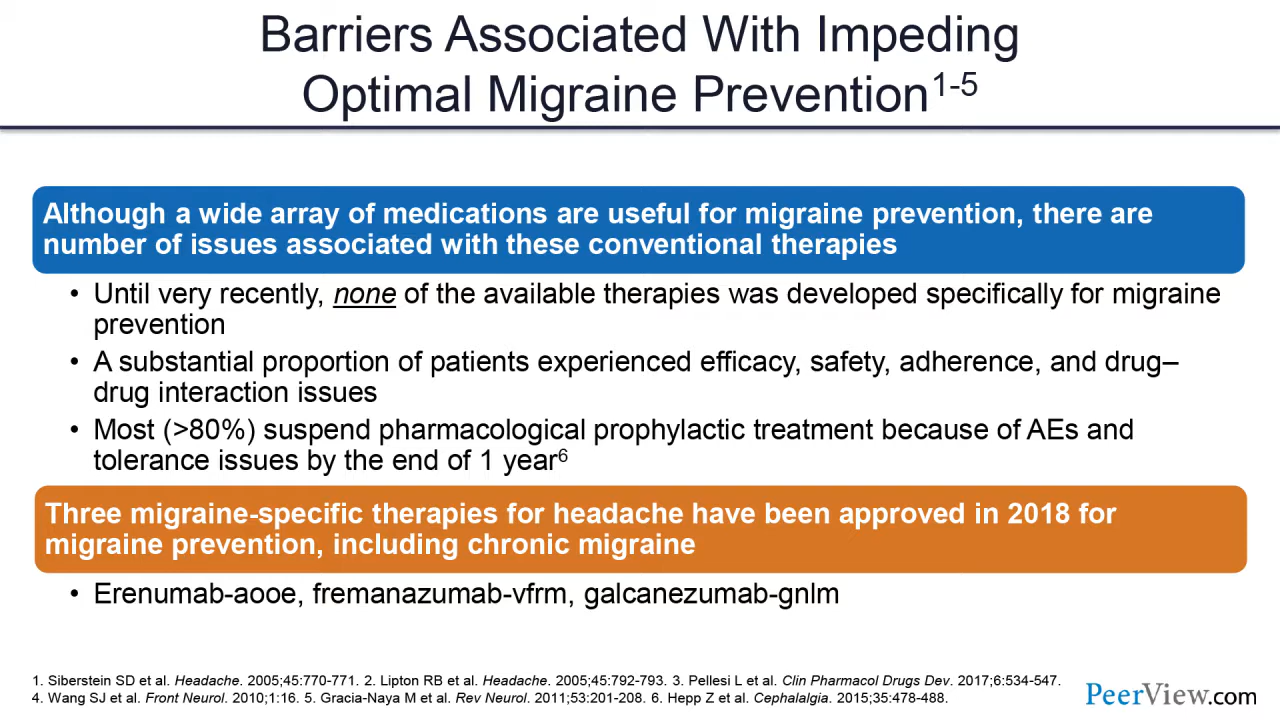 Barriers Associated With Impeding
Optimal Migraine Prevention1-5
Although a wide array of medications are useful for migraine prevention, there are
number of issues associated with these conventional therapies
• Until very recently, none of the available therapies was developed specifically for migraine
prevention
• A substantial proportion of patients experienced efficacy, safety, adherence, and drug–
drug interaction issues
• Most (>80%) suspend pharmacological prophylactic treatment because of AEs and
tolerance issues by the end of 1 year6
Three migraine-specific therapies for headache have been approved in 2018 for
migraine prevention, including chronic migraine
• Erenumab-aooe, fremanazumab-vfrm, galcanezumab-gnlm
1. Siberstein SD et al. Headache. 2005;45:770-771. 2. Lipton RB et al. Headache. 2005;45:792-793. 3. Pellesi L et al. Clin Pharmacol Drugs Dev. 2017;6:534-547.
4. Wang SJ et al. Front Neurol. 2010;1:16. 5. Gracia-Naya M et al. Rev Neurol. 2011;53:201-208. 6. Hepp Z et al. Cephalalgia. 2015;35:478-488.
PeerView.com